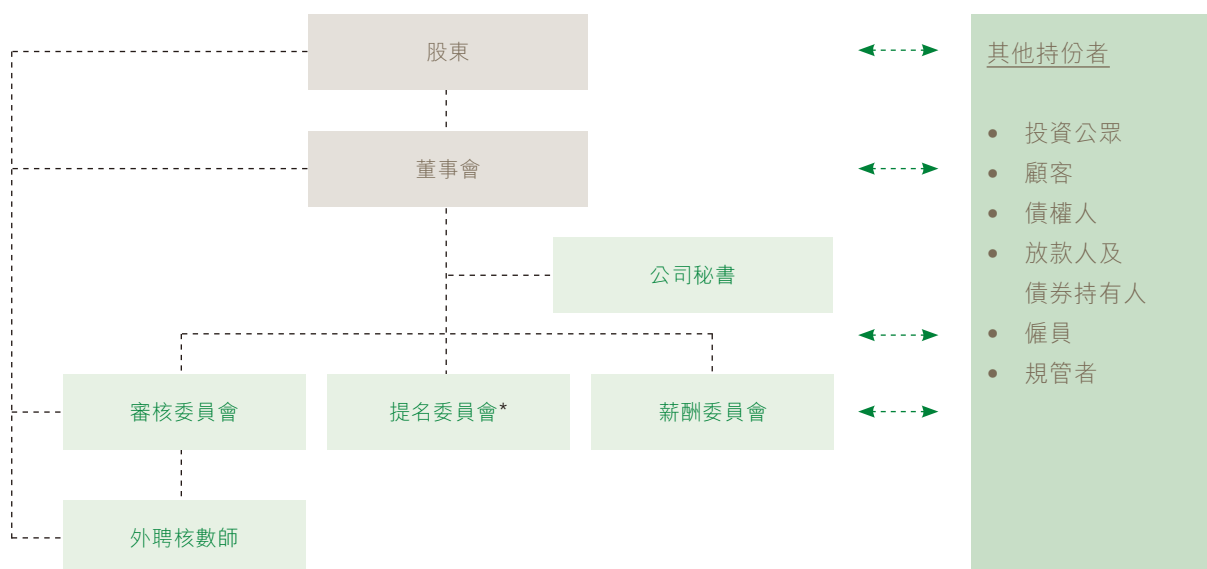 股東
董事會
公司秘書
審核委員會
提名委員會*
薪酬委員會
外聘核數師
其他持份者
• 投資公眾
• 顧客
• 債權人
• 放款人及
債券持有人
• 僱員
• 規管者